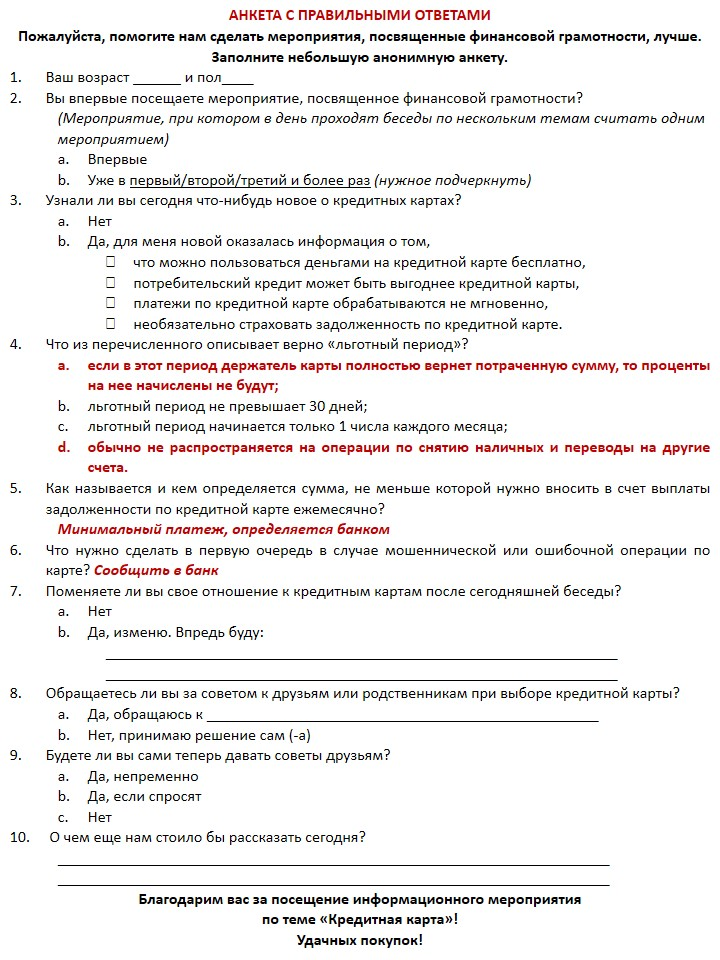 АНКЕТА С ПРАВИЛЬНЫМИ ОТВЕТАМИ
Пожалуйста, помогите нам сделать мероприятия, посвященные финансовой грамотности, лучше.
Заполните небольшую анонимную анкету.
1. Ваш возраст ______ и пол____
2. Вы впервые посещаете мероприятие, посвященное финансовой грамотности?
(Мероприятие, при котором в день проходят беседы по нескольким темам считать одним
мероприятием)
a. Впервые
b. Уже в первый/второй/третий и более раз (нужное подчеркнуть)
3. Узнали ли вы сегодня что-нибудь новое о кредитных картах?
a. Нет
b. Да, для меня новой оказалась информация о том,
что можно пользоваться деньгами на кредитной карте бесплатно,
потребительский кредит может быть выгоднее кредитной карты,
платежи по кредитной карте обрабатываются не мгновенно,
необязательно страховать задолженность по кредитной карте.
4. Что из перечисленного описывает верно «льготный период»?
a. если в этот период держатель карты полностью вернет потраченную сумму, то проценты
на нее начислены не будут;
b. льготный период не превышает 30 дней;
c. льготный период начинается только 1 числа каждого месяца;
d. обычно не распространяется на операции по снятию наличных и переводы на другие
счета.
5. Как называется и кем определяется сумма, не меньше которой нужно вносить в счет выплаты
задолженности по кредитной карте ежемесячно?
Минимальный платеж, определяется банком
6. Что нужно сделать в первую очередь в случае мошеннической или ошибочной операции по
карте? Сообщить в банк
7. Поменяете ли вы свое отношение к кредитным картам после сегодняшней беседы?
a. Нет
b. Да, изменю. Впредь буду:
8. Обращаетесь ли вы за советом к друзьям или родственникам при выборе кредитной карты?
a. Да, обращаюсь к ______
b. Нет, принимаю решение сам (-а)
9. Будете ли вы сами теперь давать советы друзьям?
a. Да, непременно
b. Да, если спросят
c. Нет
10. О чем еще нам стоило бы рассказать сегодня?
Благодарим вас за посещение информационного мероприятия
по теме «Кредитная карта»!
Удачных покупок!